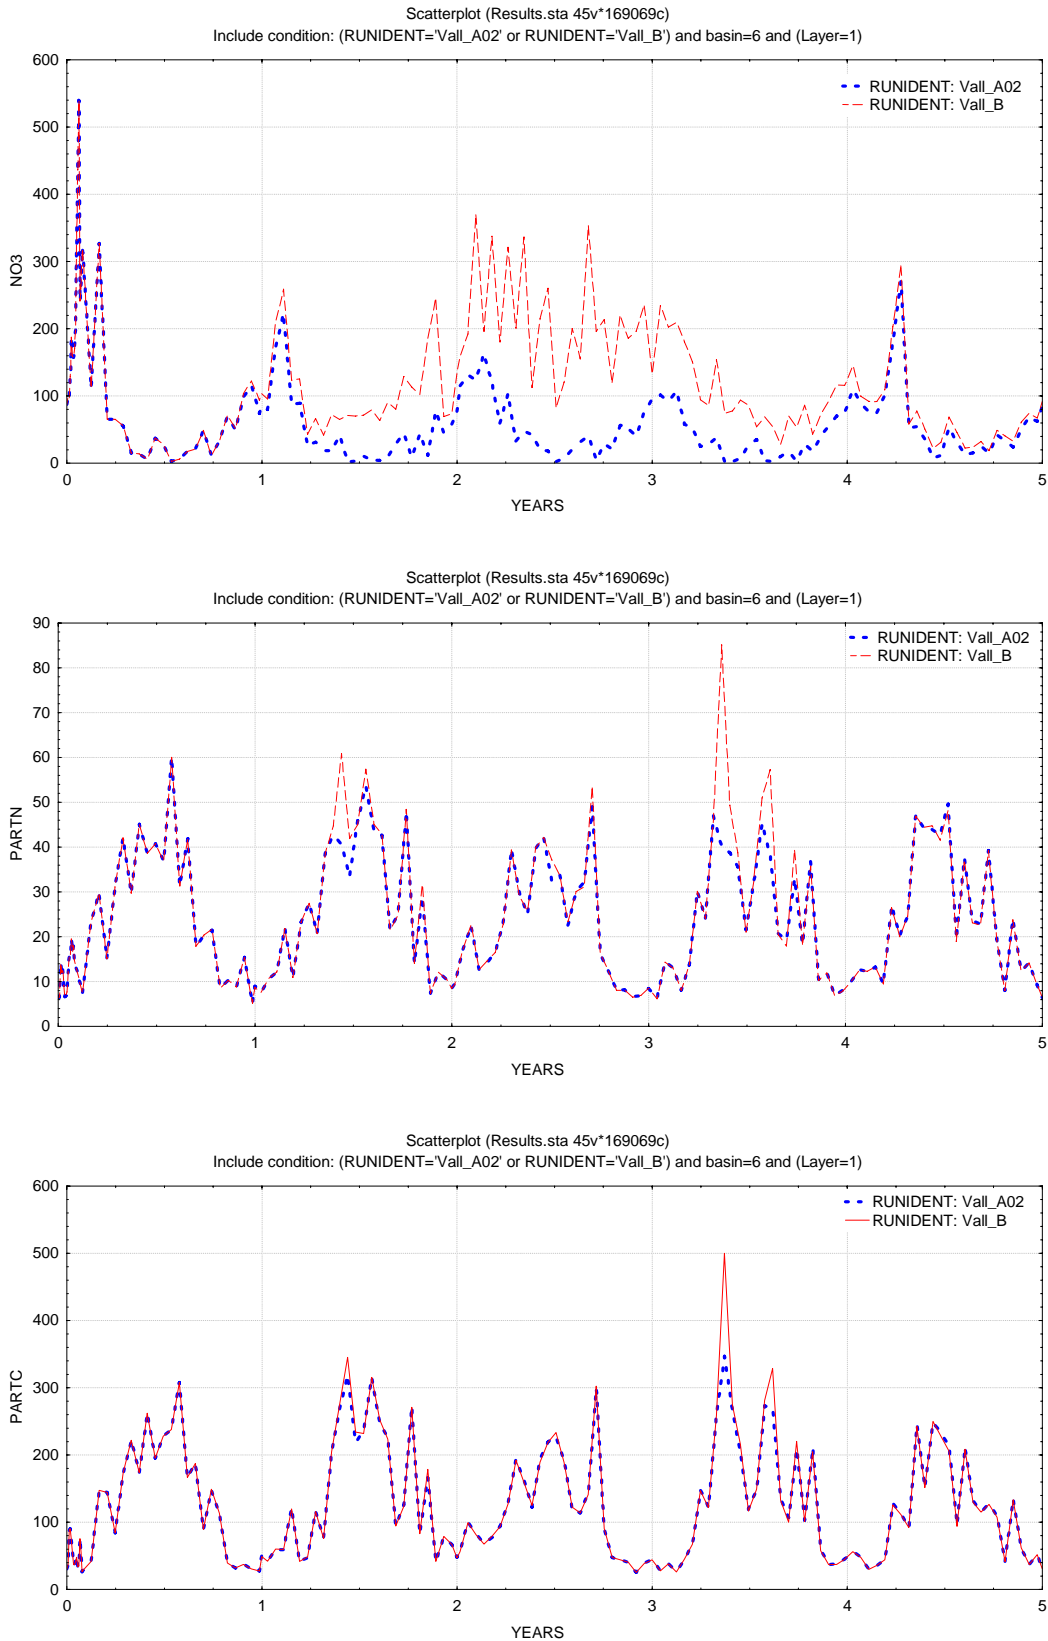 Scatterplot (Results.sta 45v*169069c)
Include condition: (RUNIDENT='Vall_A02' or RUNIDENT='Vall_B') and basin=6 and (Layer=1)
600
500
400
300
200
100
0
NO3
RUNIDENT: Vall_A02
RUNIDENT: Vall_B
0 1 2 3 4 5
YEARS
Scatterplot (Results.sta 45v*169069c)
Include condition: (RUNIDENT='Vall_A02' or RUNIDENT='Vall_B') and basin=6 and (Layer=1)
90
80
70
60
50
40
30
20
10
0
PARTN
RUNIDENT: Vall_A02
RUNIDENT: Vall_B
0 1 2 3 4 5
YEARS
Scatterplot (Results.sta 45v*169069c)
Include condition: (RUNIDENT='Vall_A02' or RUNIDENT='Vall_B') and basin=6 and (Layer=1)
600
500
400
300
200
100
0
PARTC
RUNIDENT: Vall_A02
RUNIDENT: Vall_B
0 1 2 3 4 5
YEARS